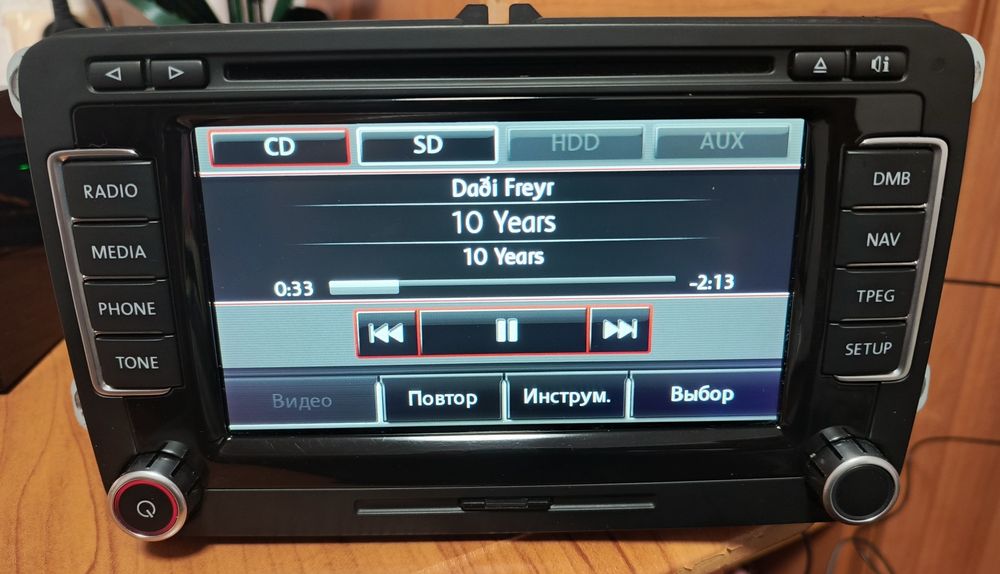 CD SD HDD AUX
Daði Freyr
10 Years
10 Years
0:33 -2:13
Видео Повтор Инструм. Выбор
RADIO
MEDIA
PHONE
TONE
DMB
NAV
TPEG
SETUP